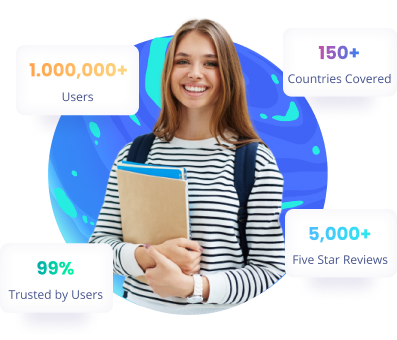 1.000,000+
Users
150+
Countries Covered
5,000+
Five Star Reviews
99%
Trusted by Users